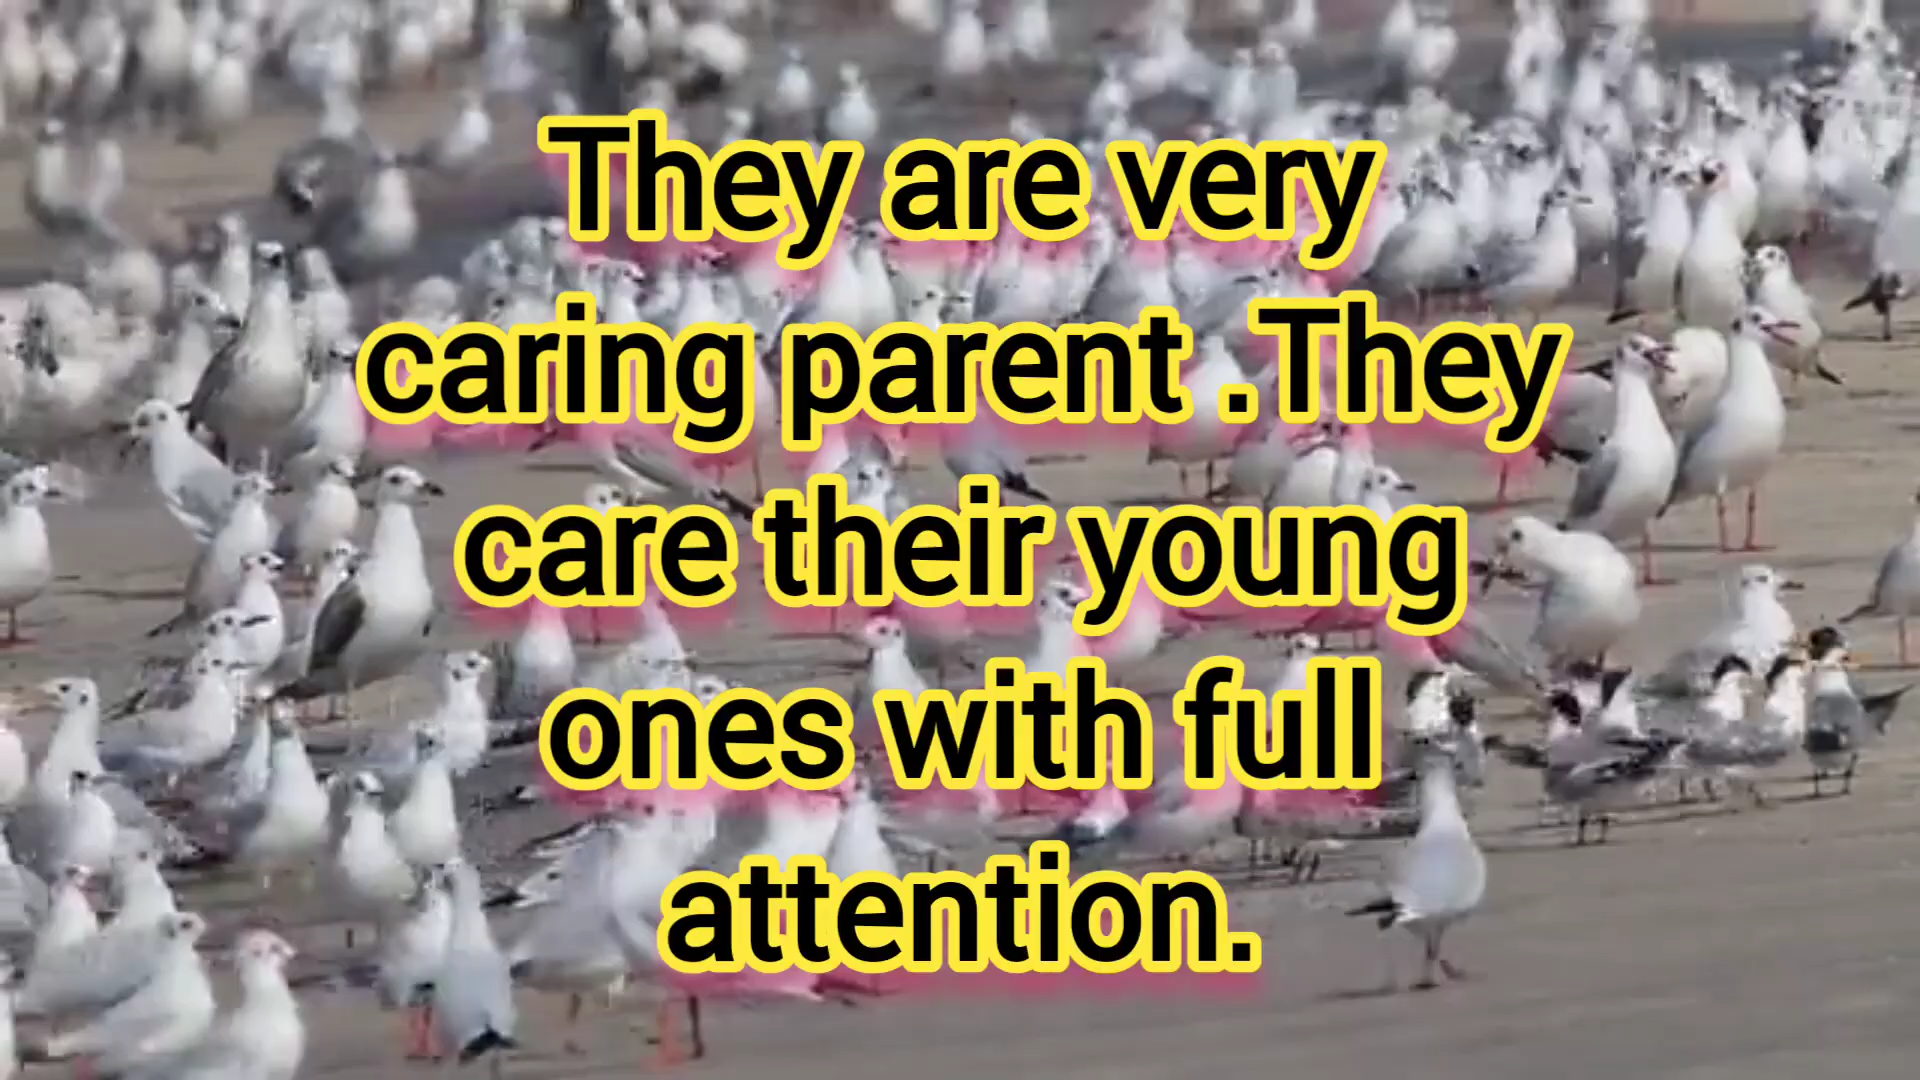 They are very
caring parent .They
care their young
ones with full
attention.